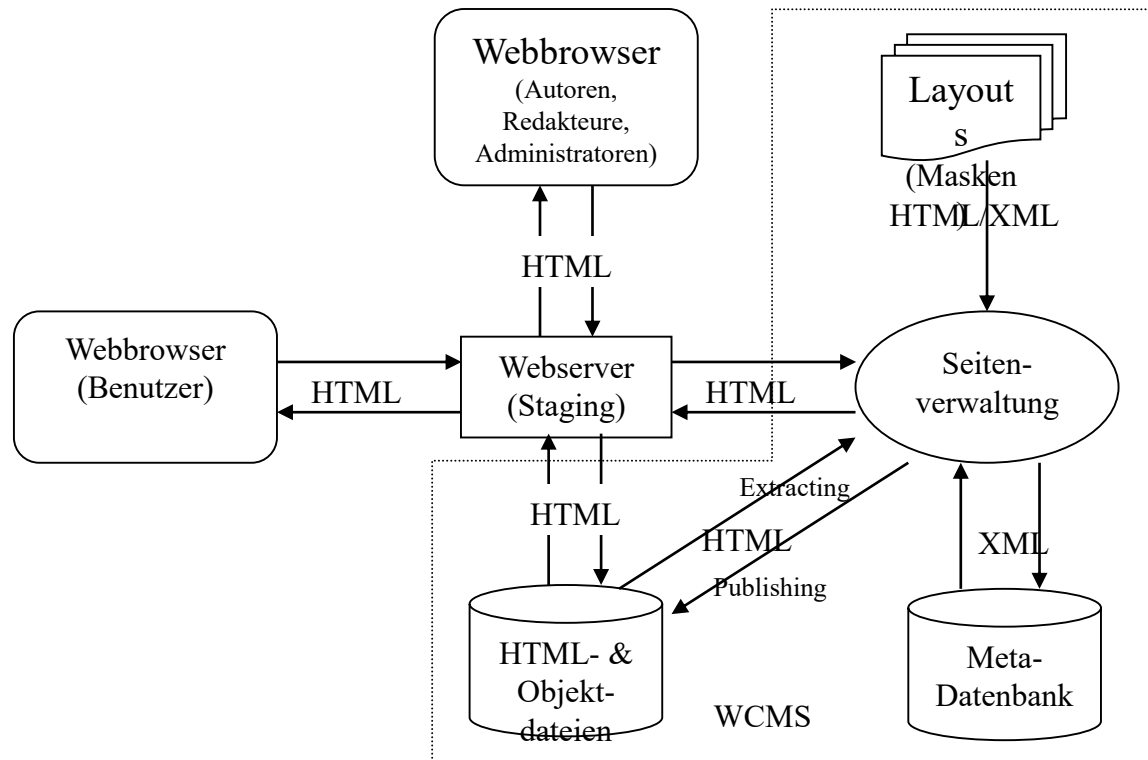 Webbrowser
(Autoren,
Redakteure,
Administratoren)
Layout
s
(Masken
)
HTML/XML
HTML
Webbrowser
(Benutzer)
HTML
Webserver
(Staging)
HTML
Seiten-
verwaltung
Extracting
HTML
HTML
XML
Publishing
HTML- &
Objekt-
dateien
WCMS
Meta-
Datenbank